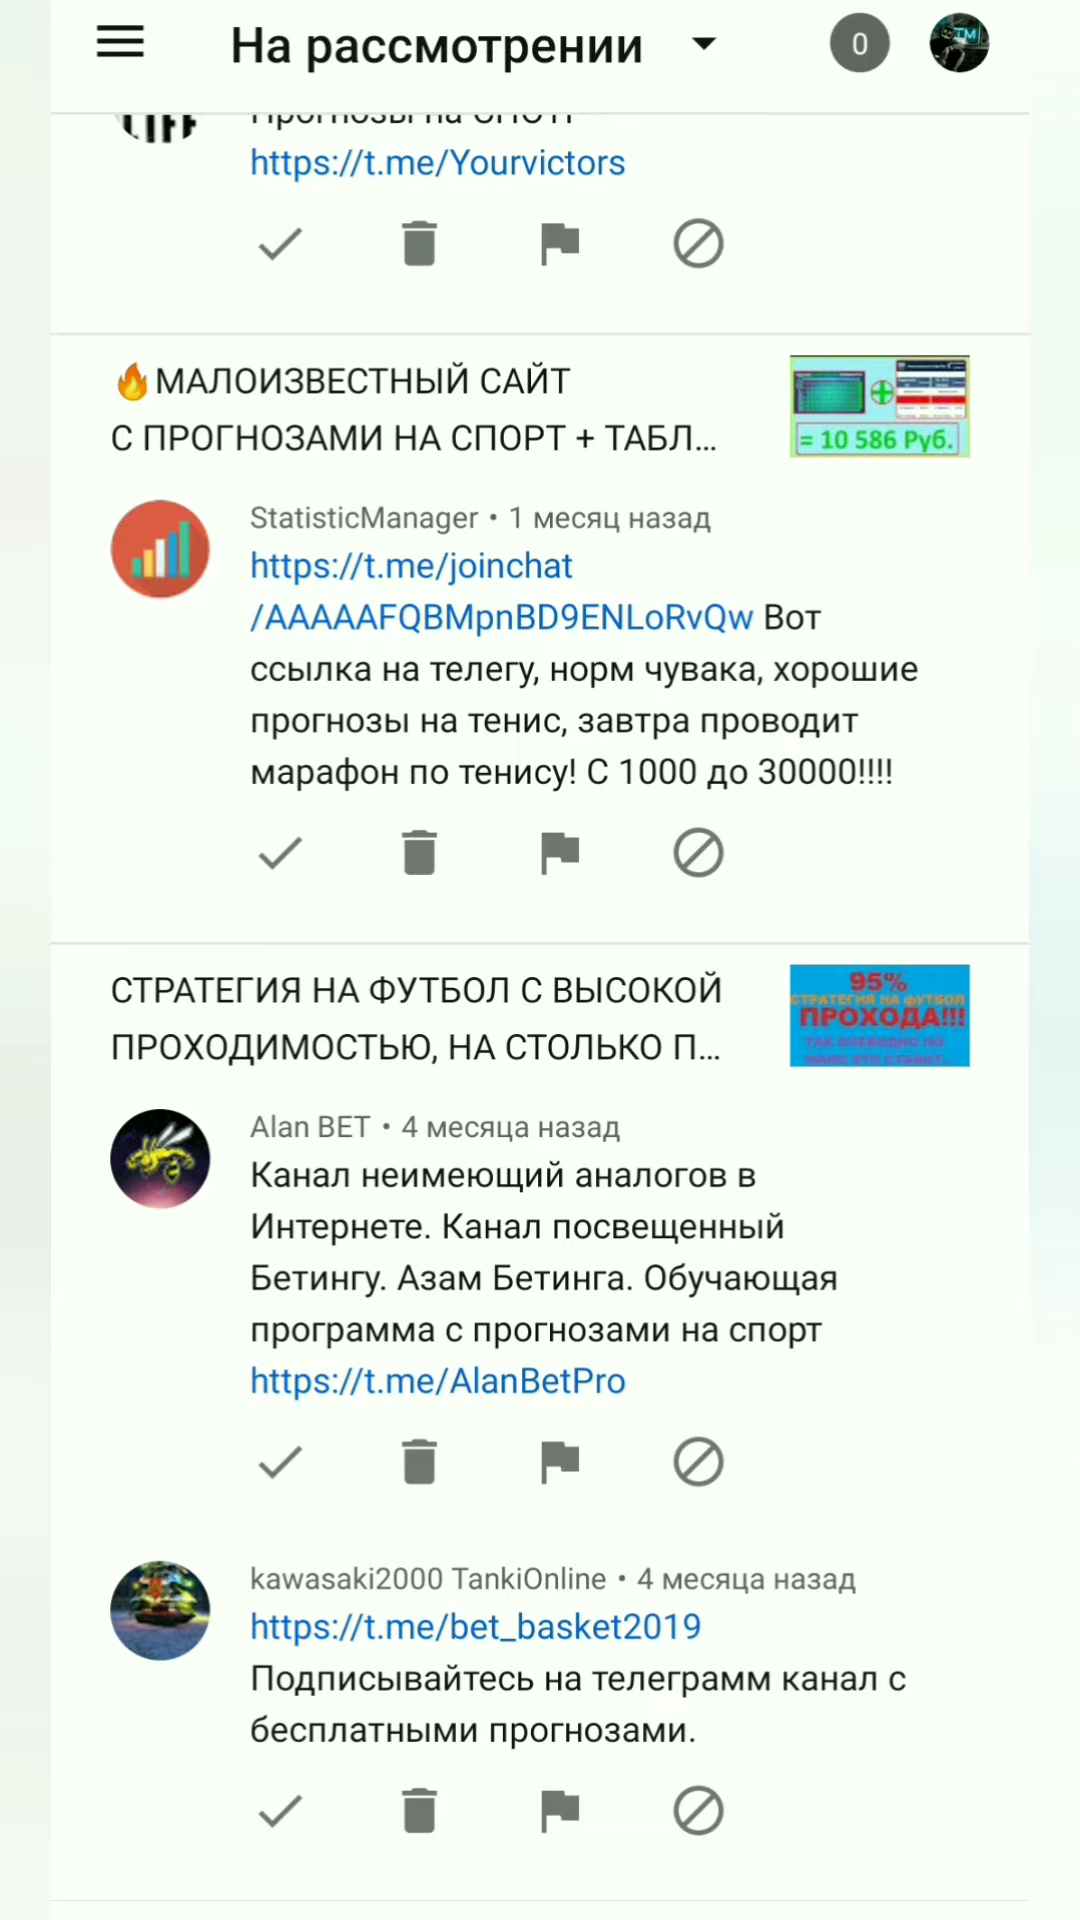 На рассмотрении
0
https://t.me/Yourvictors
🔥МАЛОИЗВЕСТНЫЙ САЙТ
С ПРОГНОЗАМИ НА СПОРТ + ТАБЛ...
= 10 586 Руб.
StatisticManager • 1 месяц назад
https://t.me/joinchat
/AAAAAFQBMpnBD9ENLoRvQw Вот
ссылка на телегу, норм чувака, хорошие
прогнозы на тенис, завтра проводит
марафон по тенису! С 1000 до 30000!!!!
СТРАТЕГИЯ НА ФУТБОЛ С ВЫСОКОЙ
ПРОХОДИМОСТЬЮ, НА СТОЛЬКО П...
95%
СТРАТЕГИЯ НА ФУТБОЛ
ПРОХОДА!!!
Alan BET • 4 месяца назад
Канал неимеющий аналогов в
Интернете. Канал посвещенный
Бетингу. Азам Бетинга. Обучающая
программа с прогнозами на спорт
https://t.me/AlanBetPro
kawasaki2000 TankiOnline • 4 месяца назад
https://t.me/bet_basket2019
Подписывайтесь на телеграмм канал с
бесплатными прогнозами.